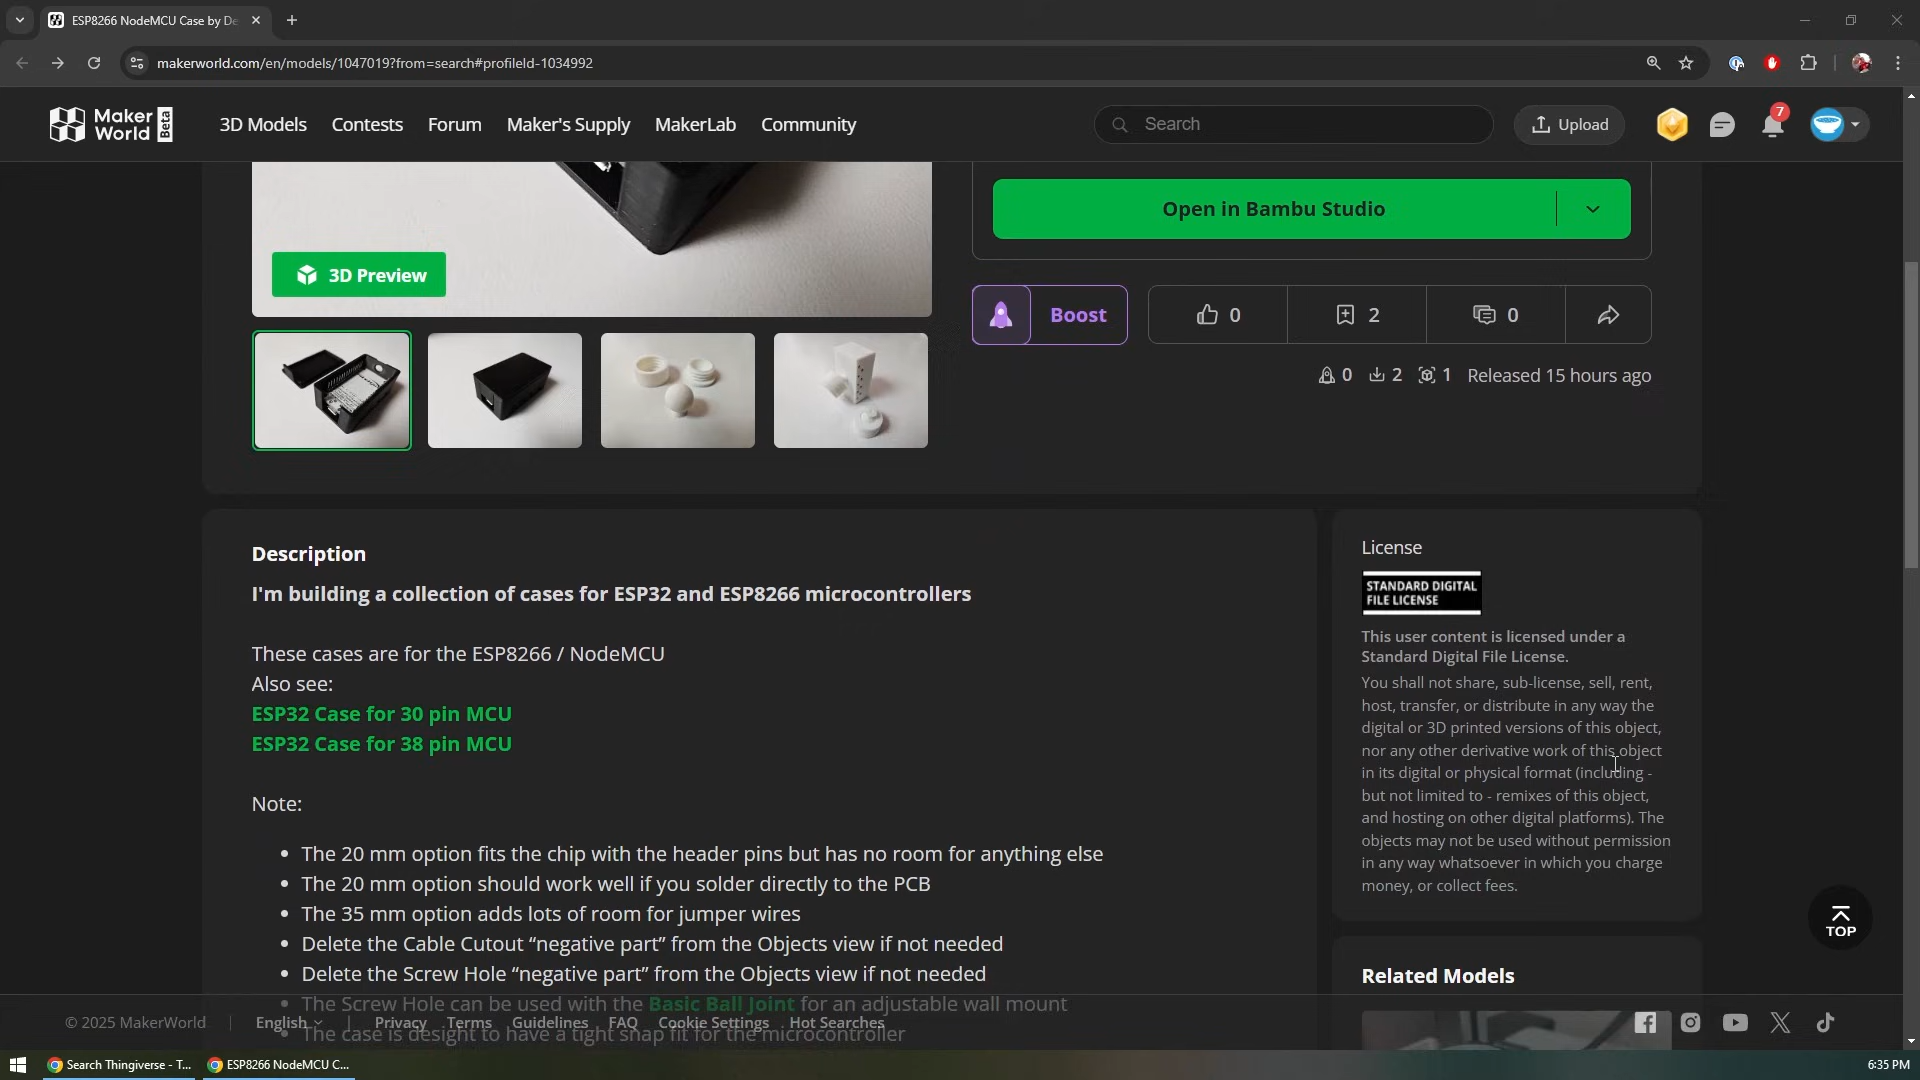 ESP8266 NodeMCU Case by De
makerworld.com/en/models/1047019?from=search#profileId-1034992
Maker World Beta
3D Models
Contests
Forum
Maker's Supply
MakerLab
Community
Search
Upload
7
Open in Bambu Studio
3D Preview
Boost
0
2
0
0
2
1
Released 15 hours ago
Description
I'm building a collection of cases for ESP32 and ESP8266 microcontrollers
These cases are for the ESP8266 / NodeMCU
Also see:
ESP32 Case for 30 pin MCU
ESP32 Case for 38 pin MCU
Note:
The 20 mm option fits the chip with the header pins but has no room for anything else
The 20 mm option should work well if you solder directly to the PCB
The 35 mm option adds lots of room for jumper wires
Delete the Cable Cutout “negative part” from the Objects view if not needed
Delete the Screw Hole “negative part” from the Objects view if not needed
The Screw Hole can be used with the Basic Ball Joint for an adjustable wall mount
The case is desight to have a tight snap fit for the microcontroller
License
STANDARD DIGITAL
FILE LICENSE
This user content is licensed under a
Standard Digital File License.
You shall not share, sub-license, sell, rent,
host, transfer, or distribute in any way the
digital or 3D printed versions of this object,
nor any other derivative work of this object
in its digital or physical format (including -
but not limited to - remixes of this object,
and hosting on other digital platforms). The
objects may not be used without permission
in any way whatsoever in which you charge
money, or collect fees.
TOP
Related Models
© 2025 MakerWorld
English
Privacy
Terms
Guidelines
FAQ
Cookie Settings
Hot Searches
Search Thingiverse - T...
ESP8266 NodeMCU C...
6:35 PM